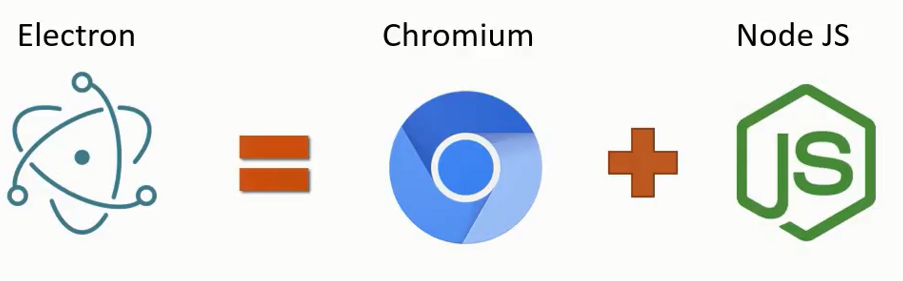 Electron
Chromium
Node JS
JS